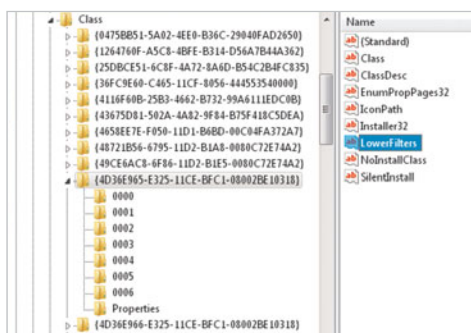 Class
{0475BB51-5A02-4EE0-B36C-29040FAD2650}
{1264760F-A5C8-4BFE-B314-D56A7B44A362}
{25DBCE51-6C8F-4A72-8A6D-B54C2B4FC835}
{36FC9E60-C465-11CF-8056-444553540000}
{4116F60B-25B3-4662-B732-99A6111EDC0B}
{43675D81-502A-4A82-9F84-B75F418C5DEA}
{4658EE7E-F050-11D1-B6BD-00C04FA372A7}
{48721B56-6795-11D2-B1A8-0080C72E74A2}
{49CE6AC8-6F86-11D2-B1E5-0080C72E74A2}
{4D36E965-E325-11CE-BFC1-08002BE10318}
0000
0001
0002
0003
0004
0005
0006
Properties
{4D36E966-E325-11CE-BFC1-08002BE10318}
Name
(Standard)
Class
ClassDesc
EnumPropPages32
IconPath
Installer32
LowerFilters
NoInstallClass
SilentInstall